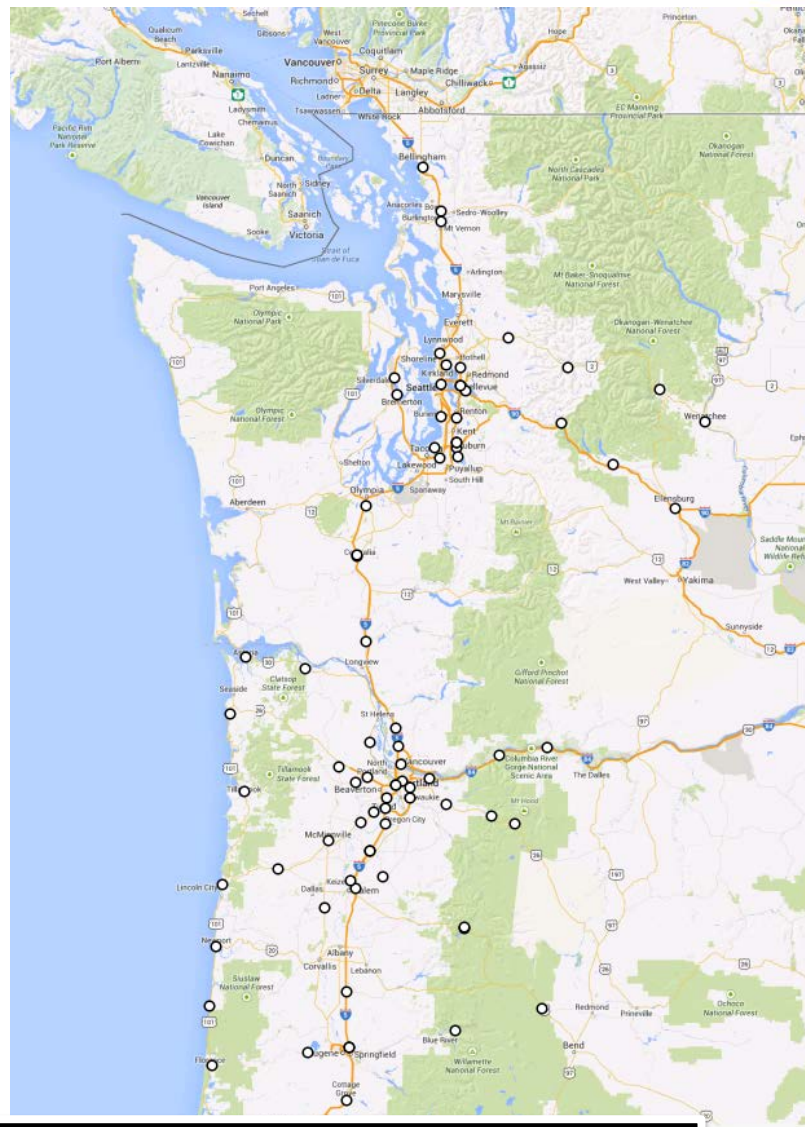 Sechelt
Princeton
Qualicum
Beach
Gibsons
West
Vancouver
Pinecone Burke
Provincial Park
Hope
Parksville
Coquitlam
Agassiz
Port Alberni
Lantzville
Vancouver
Nanaimo
Surrey
Maple Ridge
Richmond
Chilliwack
Delta
Langley
Ladner
Abbotsford
Ladysmith
Tsawwassen
White Rock
EC Manning
Provincial Park
Chemainus
Pacific Rim
National
Park Reserve
Lake
Cowichan
Duncan
Boundary
Bellingham
North Cascades
National Park
Okanogan
National Forest
Vancouver
Island
North
Saanich
Sidney
Saanich
Anacortes
Burlington
Sedro-Woolley
Sooke
Victoria
Mt Vernon
Strait of
Juan de Fuca
Arlington
Mt Baker-Snoqualmie
National Forest
Port Angeles
Marysville
Olympic
National Park
Everett
Okanogan-Wenatchee
National Forest
Lynnwood
Shoreline
Bothell
Kirkland
Redmond
Silverdale
Seattle
Bellevue
Bremerton
Olympic
National Forest
Renton
Wenatchee
Kent
Auburn
Shelton
Lakewood
Puyallup
South Hill
Spanaway
Olympia
Ellensburg
Aberdeen
Mt Rainier
Saddle Mou
National
Wildlife Ref
Centralia
West Valley
Yakima
Sunnyside
Astoria
Longview
Clatsop
State Forest
Gifford Pinchot
National Forest
Seaside
St Helens
North
Portland
Vancouver
Columbia River
Gorge National
Scenic Area
Tillamook
State Forest
The Dalles
Beaverton
Portland
Tillamook
Milwaukie
Mt Hood
Tigard
Oregon City
McMinnville
Lincoln City
Keizer
Dallas
Salem
Newport
Albany
Corvallis
Lebanon
Siuslaw
National Forest
Redmond
Prineville
Ochoco
National Forest
Blue River
Florence
Eugene
Springfield
Bend
Willamette
National Forest
Cottage
Grove